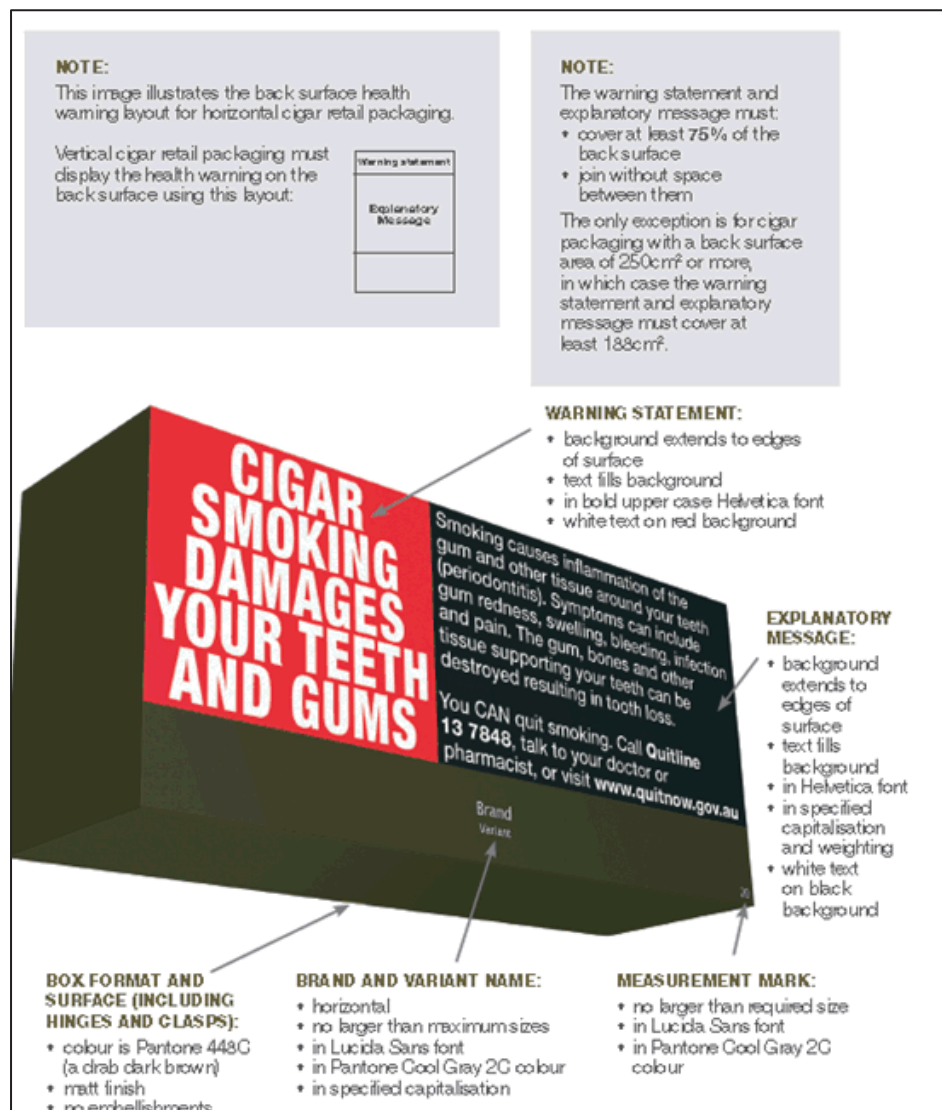 NOTE:
This image illustrates the back surface health
warning layout for horizontal cigar retail packaging.
Vertical cigar retail packaging must
display the health warning on the
back surface using this layout:
Warning statement
Explanatory
Message
NOTE:
The warning statement and
explanatory message must:
• cover at least 75% of the
back surface
• join without space
between them
The only exception is for cigar
packaging with a back surface
area of 250cm² or more,
in which case the warning
statement and explanatory
message must cover at
least 188cm².
WARNING STATEMENT:
• background extends to edges
of surface
• text fills background
• in bold upper case Helvetica font
• white text on red background
CIGAR
SMOKING
DAMAGES
YOUR TEETH
AND GUMS
Smoking causes inflammation of the
gum and other tissue around your teeth
(periodontitis). Symptoms can include
gum redness, swelling, bleeding, infection
and pain. The gum, bones and other
tissue supporting your teeth can be
destroyed resulting in tooth loss.
You CAN quit smoking. Call Quitline
13 7848, talk to your doctor or
pharmacist, or visit www.quitnow.gov.au
Brand
Variant
20
EXPLANATORY
MESSAGE:
• background
extends to
edges of
surface
• text fills
background
• in Helvetica font
• in specified
capitalisation
and weighting
• white text
on black
background
BOX FORMAT AND
SURFACE (INCLUDING
HINGES AND CLASPS):
• colour is Pantone 448C
(a drab dark brown)
• matt finish
• no embellishments
BRAND AND VARIANT NAME:
• horizontal
• no larger than maximum sizes
• in Lucida Sans font
• in Pantone Cool Gray 2C colour
• in specified capitalisation
MEASUREMENT MARK:
• no larger than required size
• in Lucida Sans font
• in Pantone Cool Gray 2C
colour